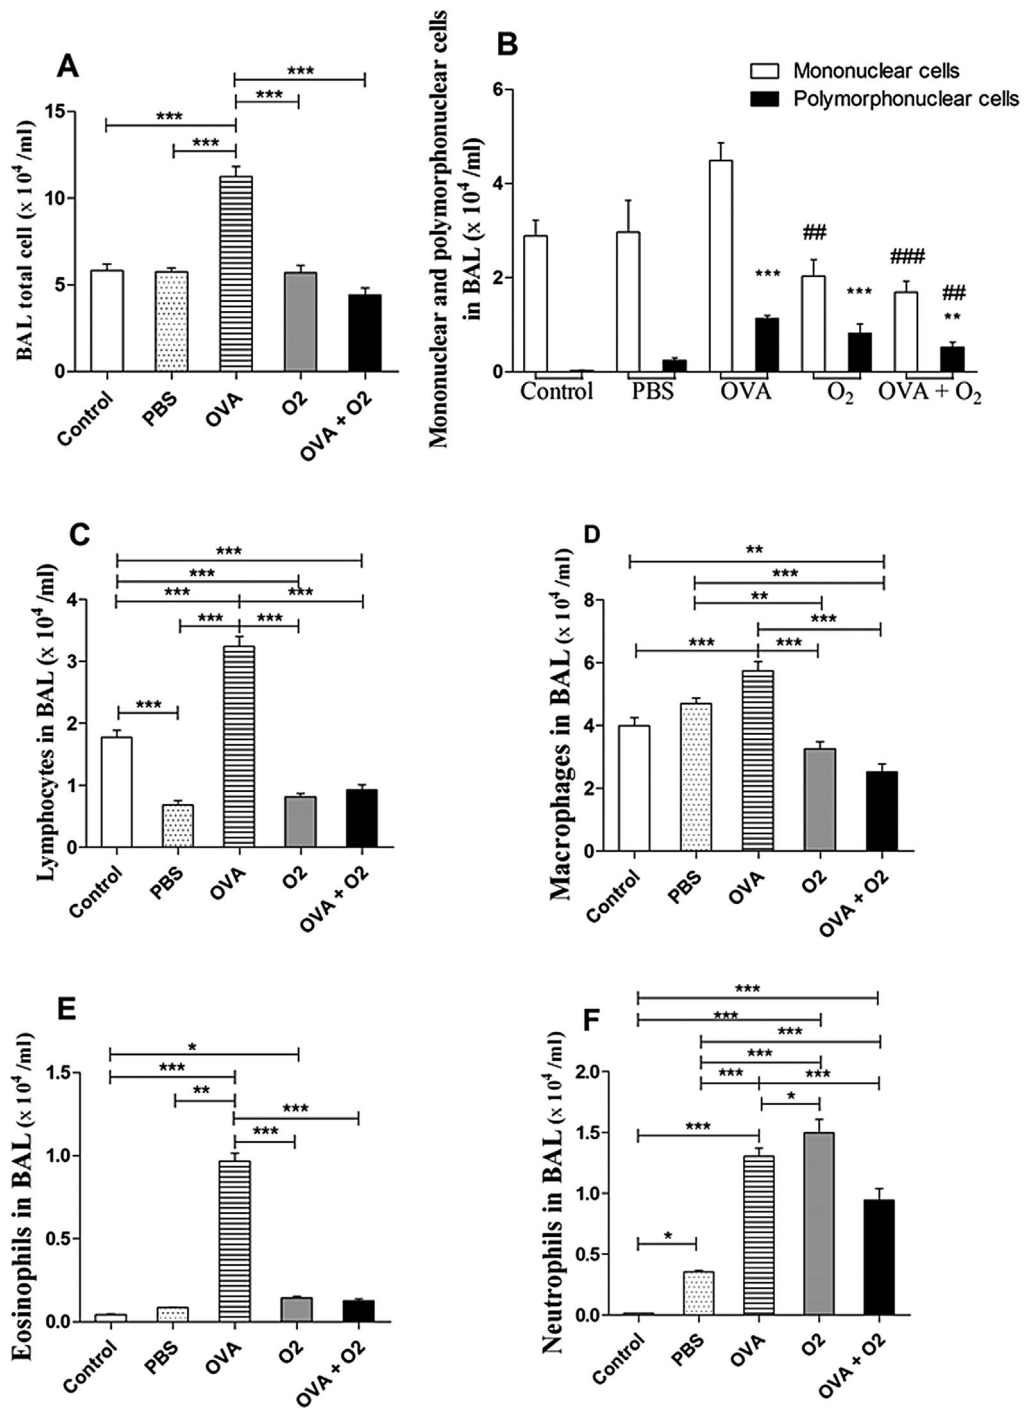 A
BAL total cell (x 10⁴ /ml)
15
10
5
0
***
***
***
***
Control
PBS
OVA
O2
OVA + O2
B
Mononuclear and polymorphonuclear cells
in BAL (x 10⁴ /ml)
Mononuclear cells
Polymorphonuclear cells
6
4
2
0
***
##
***
###
##
**
Control
PBS
OVA
O₂
OVA + O₂
C
Lymphocytes in BAL (x 10⁴ /ml)
4
3
2
1
0
***
***
*** ***
*** ***
***
Control
PBS
OVA
O2
OVA + O2
D
Macrophages in BAL (x 10⁴ /ml)
8
6
4
2
0
**
***
**
***
*** ***
Control
PBS
OVA
O2
OVA + O2
E
Eosinophils in BAL (x 10⁴ /ml)
1.5
1.0
0.5
0.0
*
***
**
***
***
Control
PBS
OVA
O2
OVA + O2
F
Neutrophils in BAL (x 10⁴ /ml)
2.0
1.5
1.0
0.5
0.0
***
***
***
***
*** ***
*
***
*
Control
PBS
OVA
O2
OVA + O2